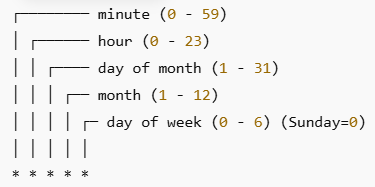 ┌──────── minute (0 - 59)
│ ┌────── hour (0 - 23)
│ │ ┌──── day of month (1 - 31)
│ │ │ ┌── month (1 - 12)
│ │ │ │ ┌─ day of week (0 - 6) (Sunday=0)
│ │ │ │ │
* * * * *